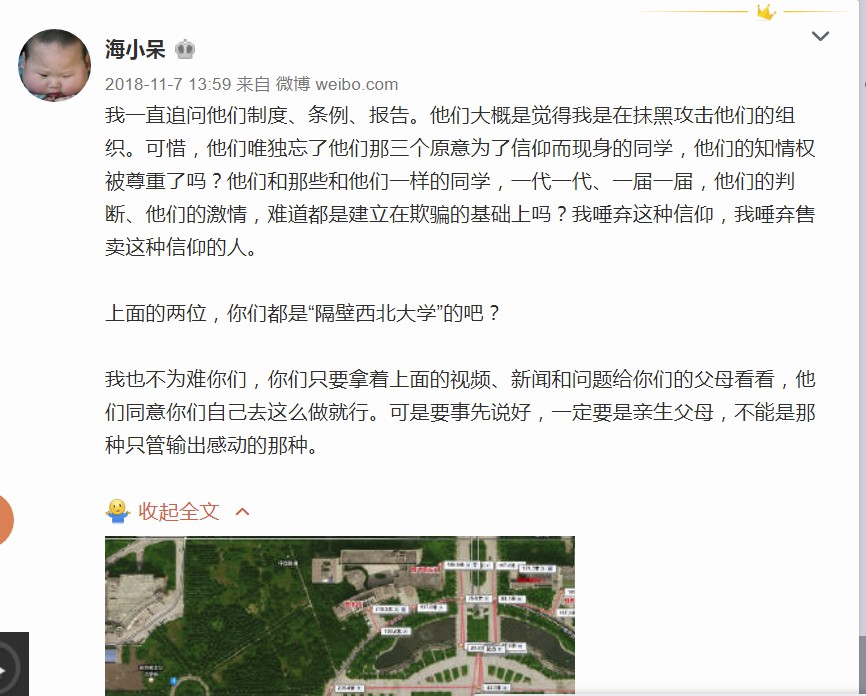 海小呆
2018-11-7 13:59 来自 微博 weibo.com
我一直追问他们制度、条例、报告。他们大概是觉得我是在抹黑攻击他们的组
织。可惜，他们唯独忘了他们那三个原意为了信仰而现身的同学，他们的知情权
被尊重了吗？他们和那些和他们一样的同学，一代一代、一届一届，他们的判
断、他们的激情，难道都是建立在欺骗的基础上吗？我唾弃这种信仰，我唾弃售
卖这种信仰的人。
上面的两位，你们都是“隔壁西北大学”的吧？
我也不为难你们，你们只要拿着上面的视频、新闻和问题给你们的父母看看，他
们同意你们自己去这么做就行。可是要事先说好，一定要是亲生父母，不能是那
种只管输出感动的那种。
收起全文